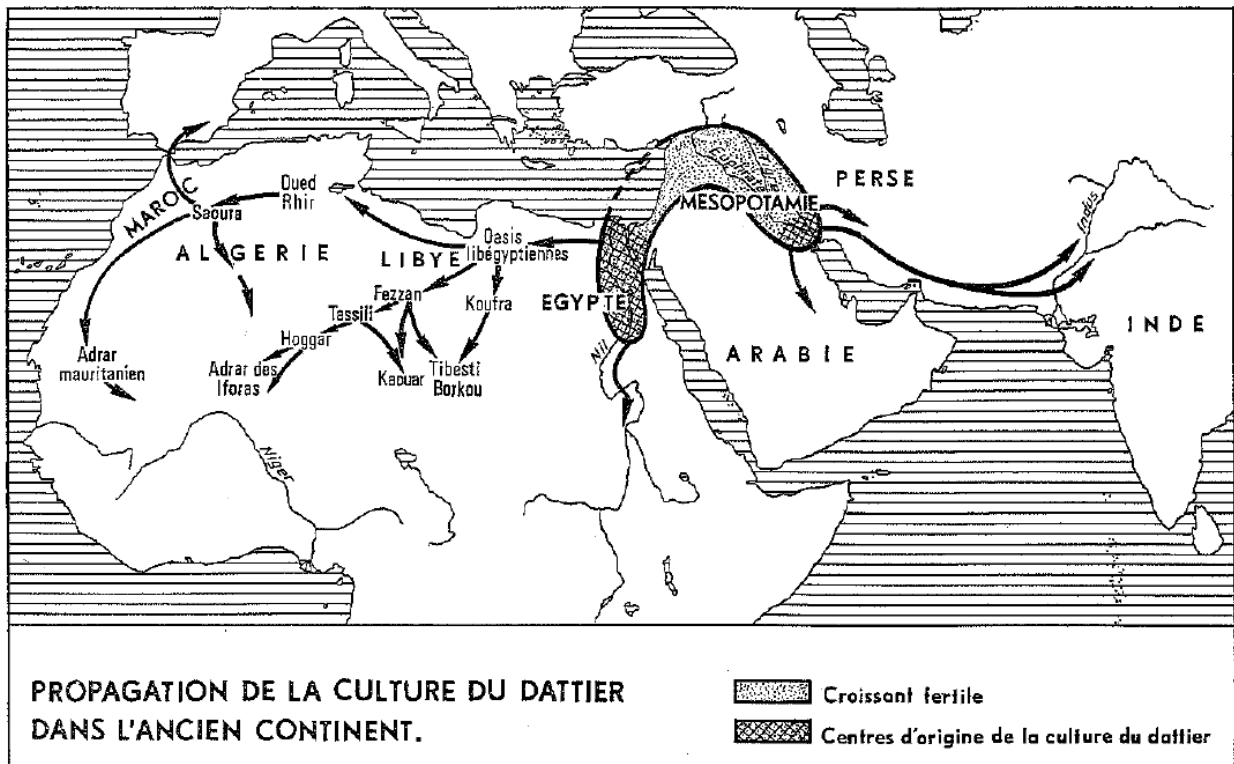 PERSE
Euphrate
MESOPOTAMIE
Indus
MAROC
Oued
Rhir
Saoura
ALGERIE
LIBYE
Oasis
libégyptiennes
Fezzan
Koufra
Tassili
EGYPTE
Hoggar
Nil
ARABIE
INDE
Adrar
mauritanien
Adrar des
Iforas
Kaouar
Tibesti
Borkou
Niger
PROPAGATION DE LA CULTURE DU DATTIER
DANS L'ANCIEN CONTINENT.
Croissant fertile
Centres d'origine de la culture du dattier